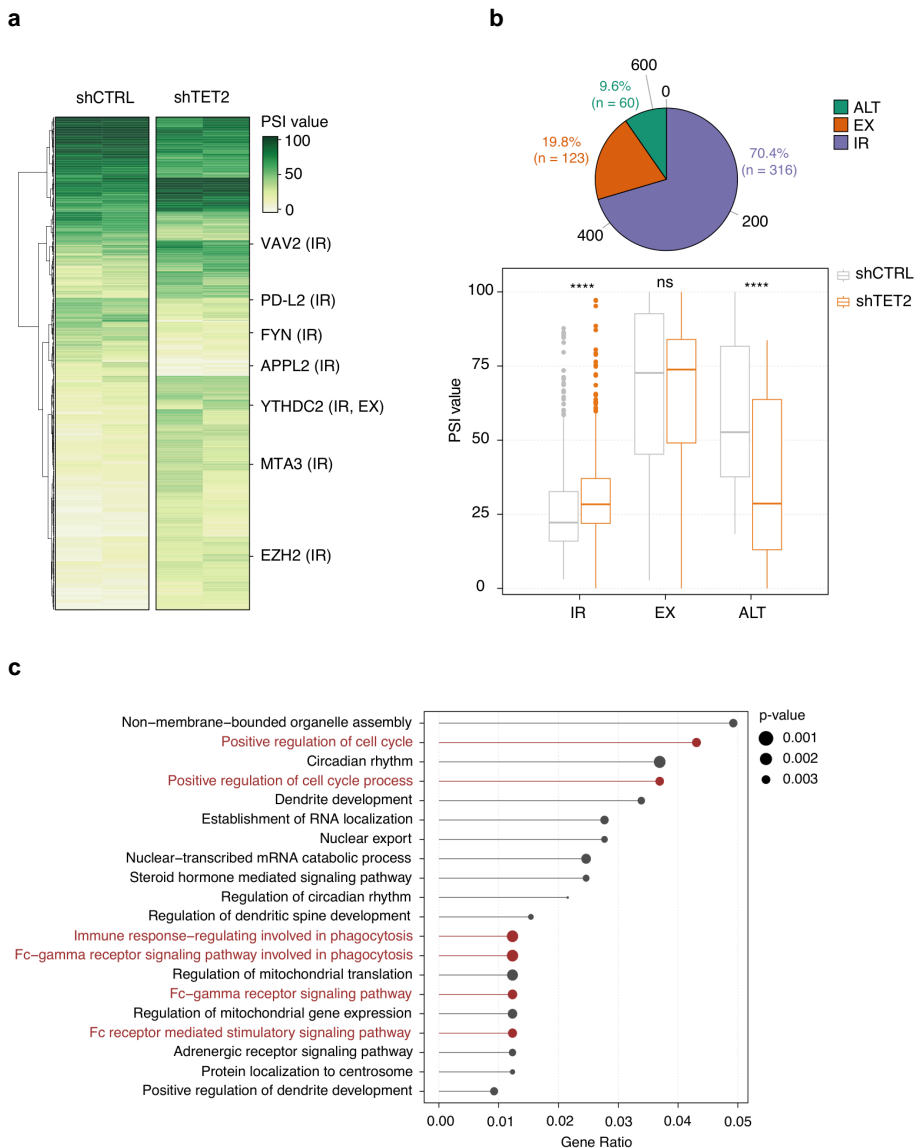 a
shCTRL
shTET2
PSI value
100
50
0
VAV2 (IR)
PD-L2 (IR)
FYN (IR)
APPL2 (IR)
YTHDC2 (IR, EX)
MTA3 (IR)
EZH2 (IR)
b
600
0
9.6%
(n = 60)
19.8%
(n = 123)
70.4%
(n = 316)
200
400
ALT
EX
IR
shCTRL
shTET2
PSI value
100
75
50
25
0
****
ns
****
IR
EX
ALT
c
Non−membrane−bounded organelle assembly
Positive regulation of cell cycle
Circadian rhythm
Positive regulation of cell cycle process
Dendrite development
Establishment of RNA localization
Nuclear export
Nuclear−transcribed mRNA catabolic process
Steroid hormone mediated signaling pathway
Regulation of circadian rhythm
Regulation of dendritic spine development
Immune response−regulating involved in phagocytosis
Fc−gamma receptor signaling pathway involved in phagocytosis
Regulation of mitochondrial translation
Fc−gamma receptor signaling pathway
Regulation of mitochondrial gene expression
Fc receptor mediated stimulatory signaling pathway
Adrenergic receptor signaling pathway
Protein localization to centrosome
Positive regulation of dendrite development
0.00
0.01
0.02
0.03
0.04
0.05
Gene Ratio
p-value
0.001
0.002
0.003